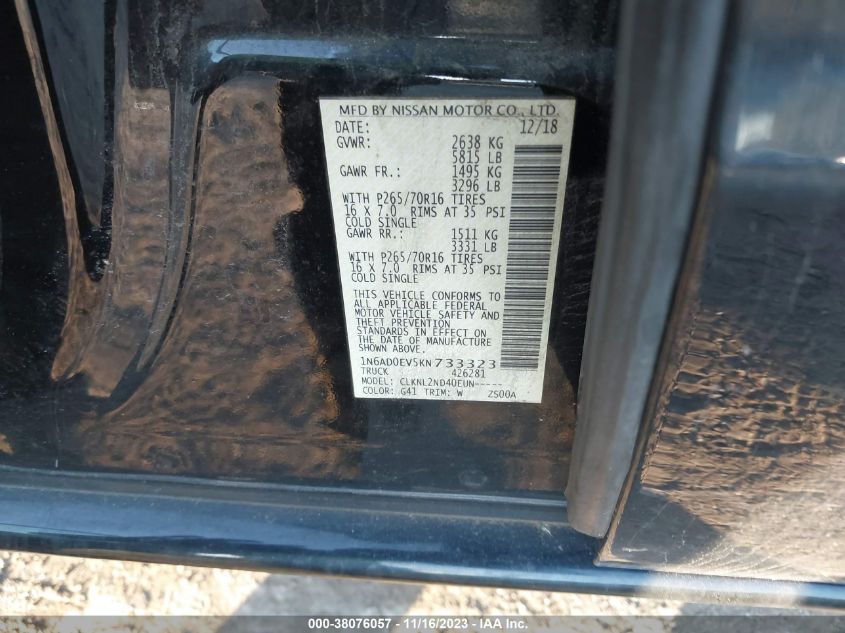 MFD BY NISSAN MOTOR CO., LTD.
DATE: 12/18
GVWR: 2638 KG
5815 LB
GAWR FR.: 1495 KG
3296 LB
WITH P265/70R16 TIRES
16 X 7.0 RIMS AT 35 PSI
COLD SINGLE
GAWR RR.: 1511 KG
3331 LB
WITH P265/70R16 TIRES
16 X 7.0 RIMS AT 35 PSI
COLD SINGLE
THIS VEHICLE CONFORMS TO
ALL APPLICABLE FEDERAL
MOTOR VEHICLE SAFETY AND
THEFT PREVENTION
STANDARDS IN EFFECT ON
THE DATE OF MANUFACTURE
SHOWN ABOVE.
1N6AD0EV5KN733323
TRUCK 426281
MODEL: CLKNL2ND40EUN-----
COLOR: G41 TRIM: W ZS00A
000-38076057 - 11/16/2023 - IAAI.com